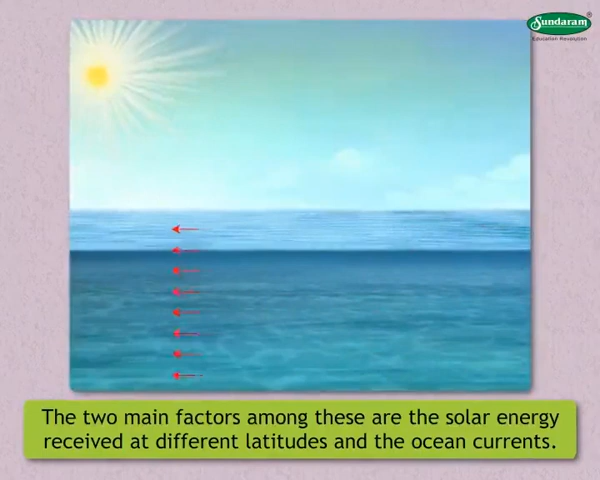 Sundaram®
Education Revolution
The two main factors among these are the solar energy
received at different latitudes and the ocean currents.